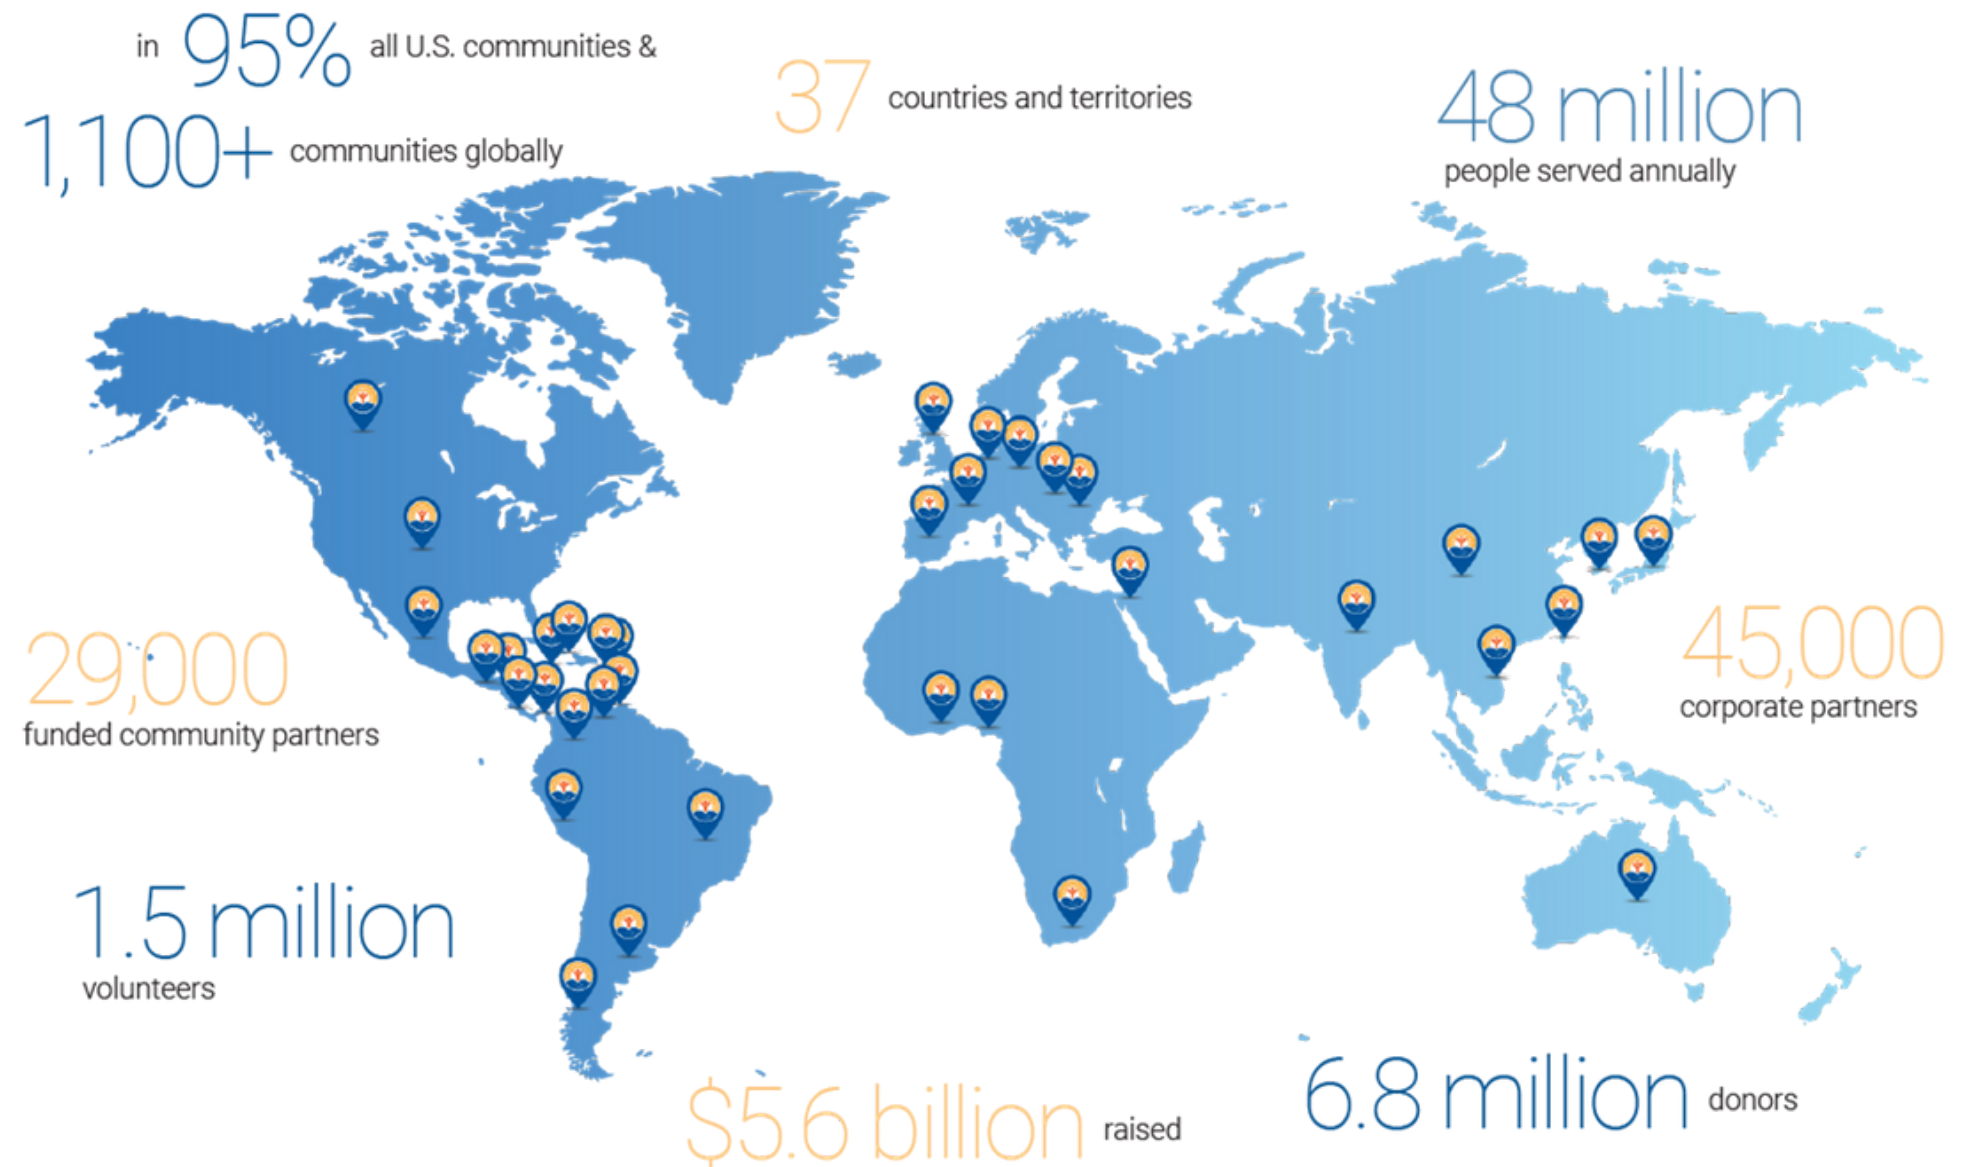 in 95% all U.S. communities &
1,100+ communities globally
37 countries and territories
48 million
people served annually
29,000
funded community partners
45,000
corporate partners
1.5 million
volunteers
$5.6 billion raised
6.8 million donors